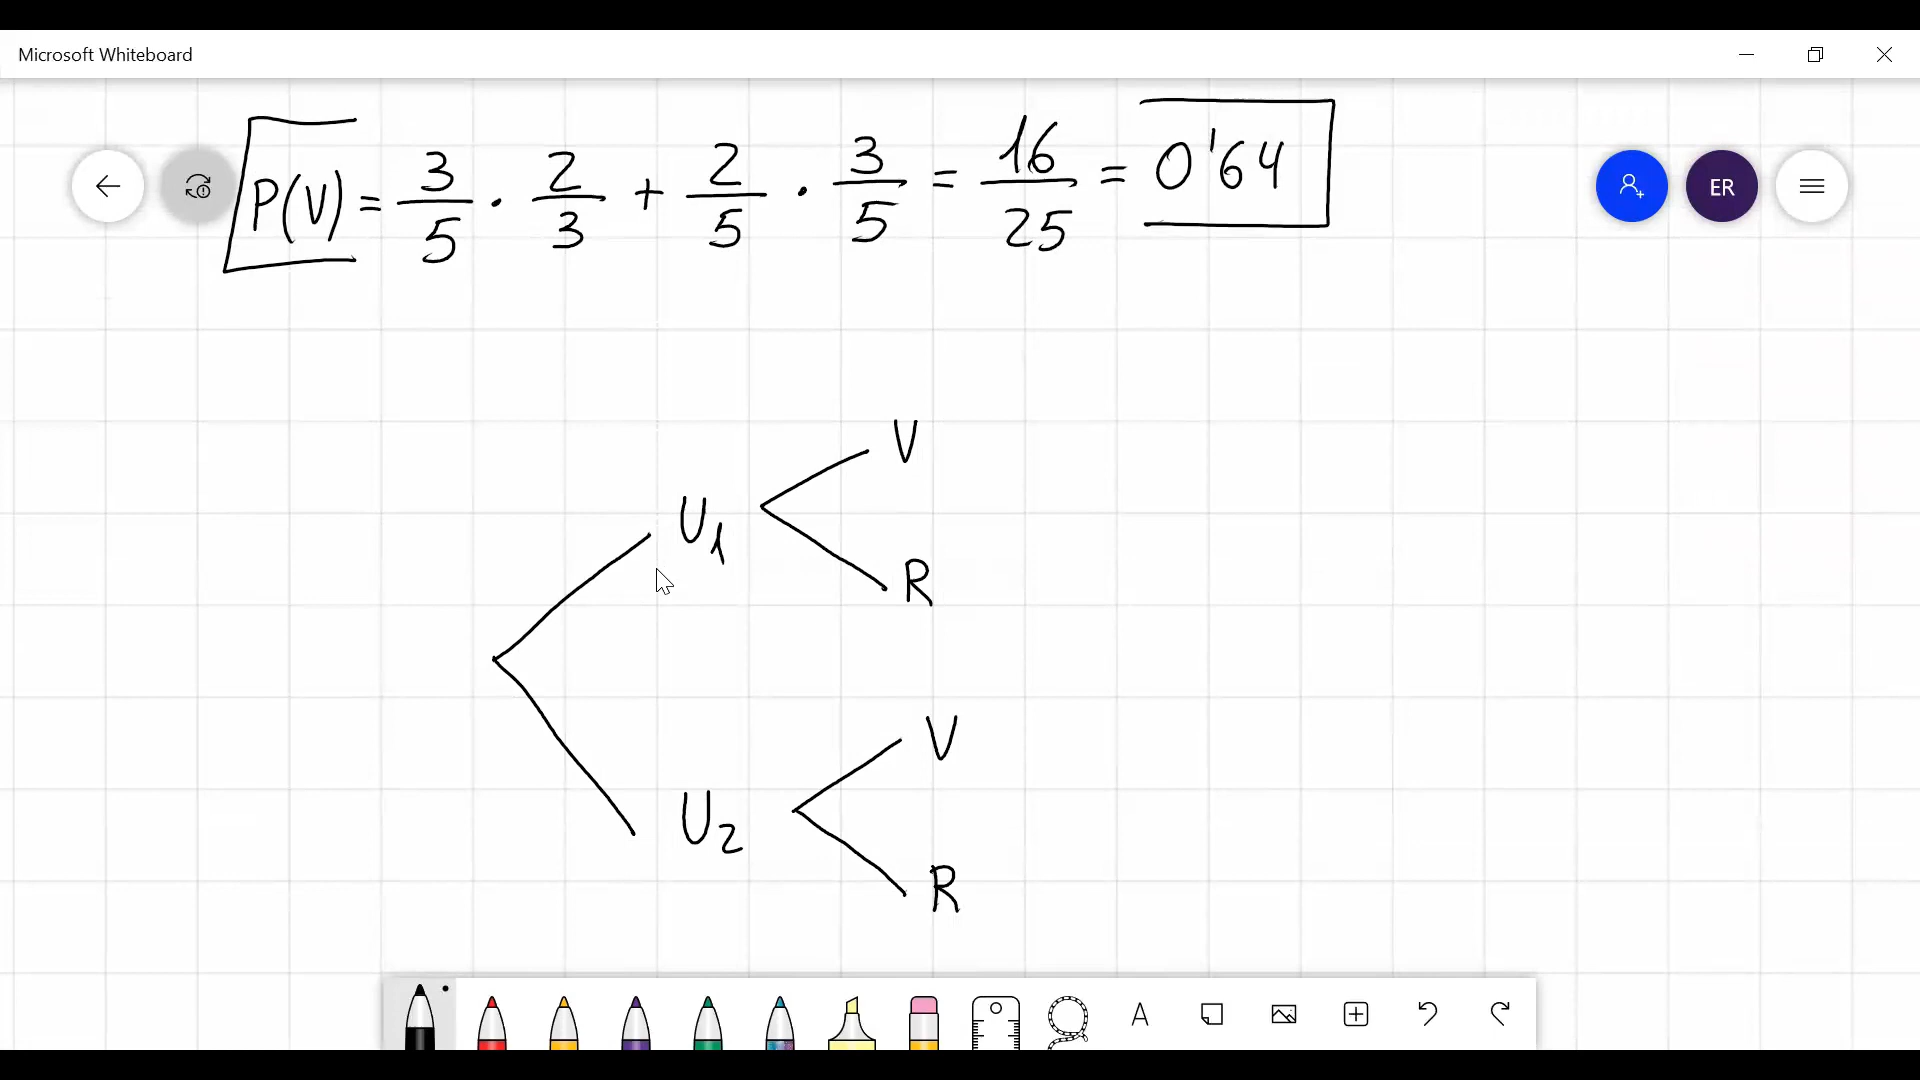 Microsoft Whiteboard
P(V) = 3/5 · 2/3 + 2/5 · 3/5 = 16/25 = 0'64
ER
V
U₁
R
V
U₂
R
A